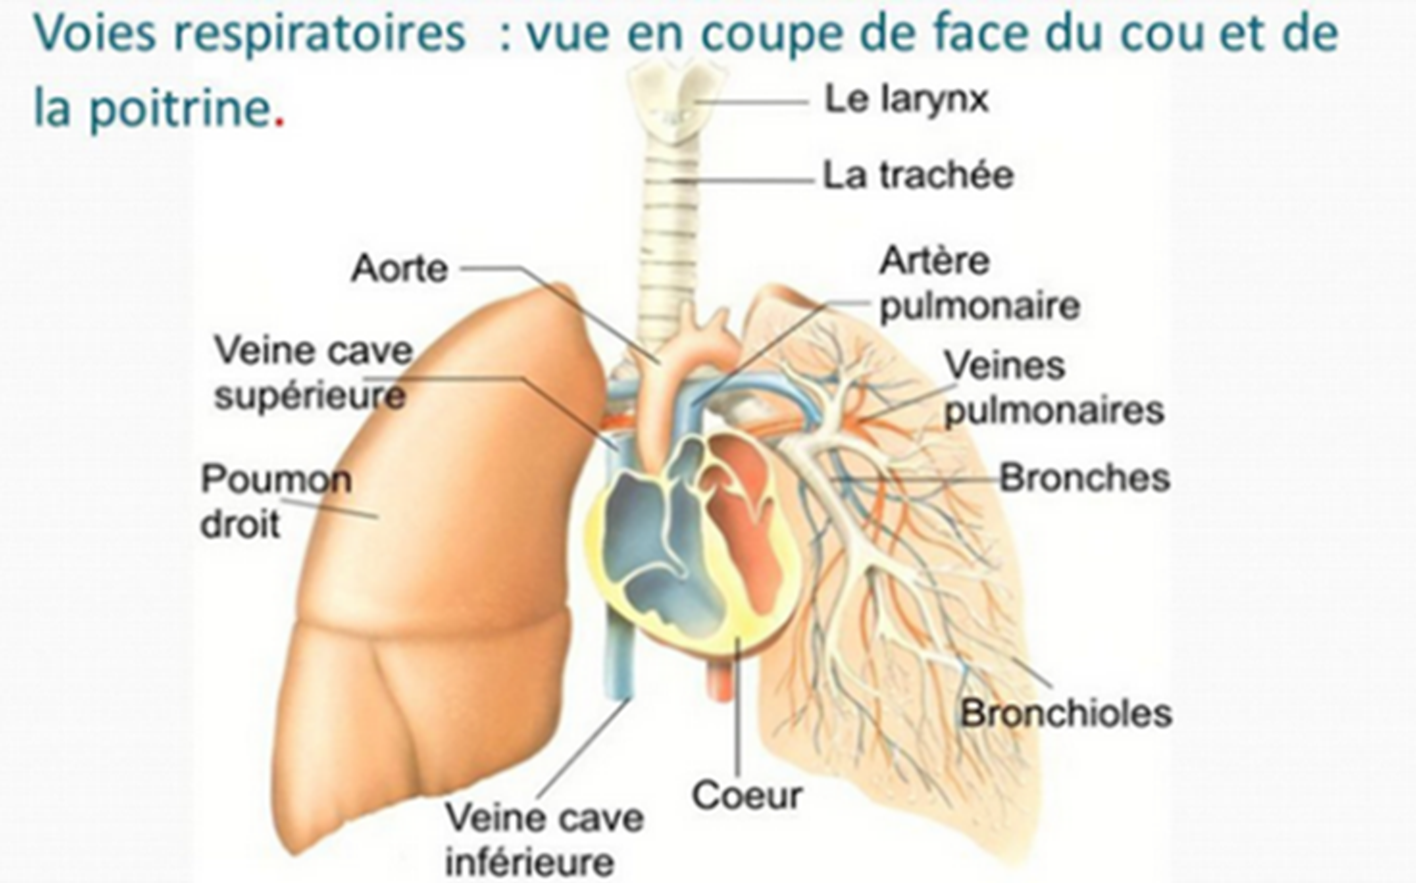 Voies respiratoires : vue en coupe de face du cou et de
la poitrine.
Le larynx
La trachée
Aorte
Artère
pulmonaire
Veine cave
supérieure
Veines
pulmonaires
Poumon
droit
Bronches
Bronchioles
Coeur
Veine cave
inférieure